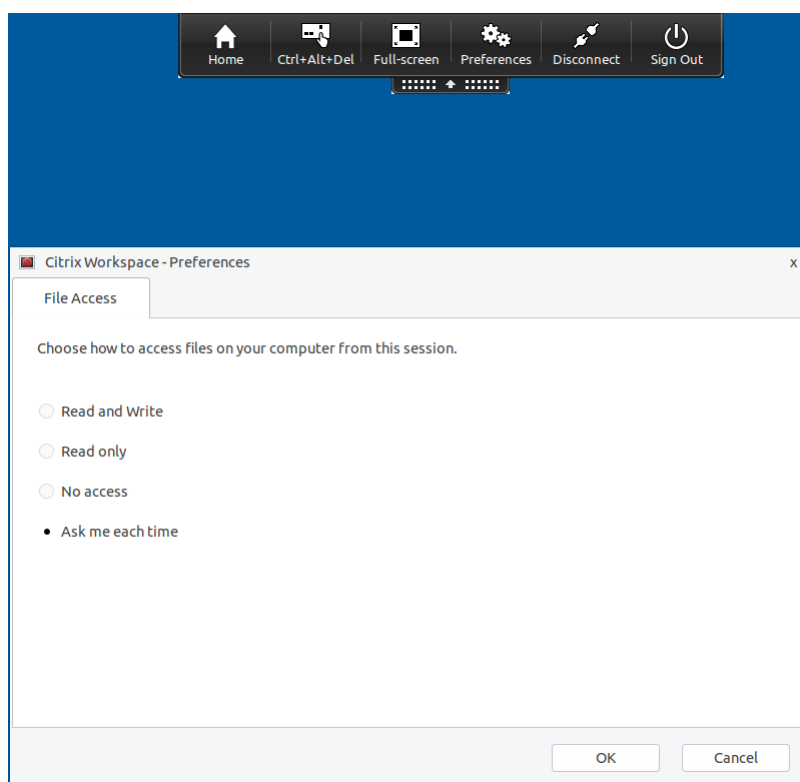 Home Ctrl+Alt+Del Full-screen Preferences Disconnect Sign Out
Citrix Workspace - Preferences x
File Access
Choose how to access files on your computer from this session.
Read and Write
Read only
No access
Ask me each time
OK Cancel